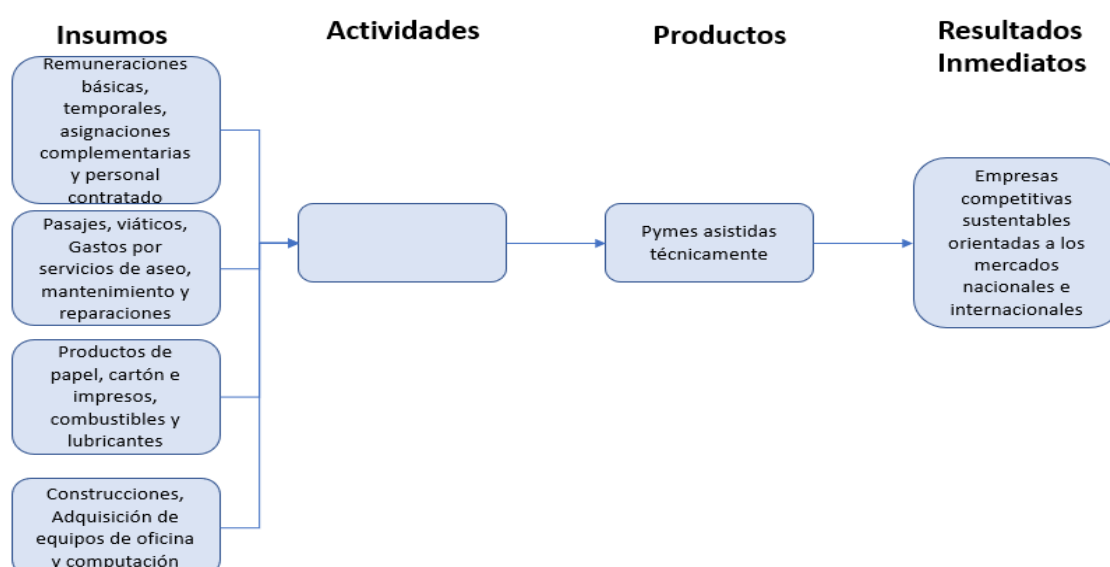 Insumos
Actividades
Productos
Resultados
Inmediatos
Remuneraciones
básicas,
temporales,
asignaciones
complementarias
y personal
contratado
Pasajes, viáticos,
Gastos por
servicios de aseo,
mantenimiento y
reparaciones
Productos de
papel, cartón e
impresos,
combustibles y
lubricantes
Construcciones,
Adquisición de
equipos de oficina
y computación
Pymes asistidas
técnicamente
Empresas
competitivas
sustentables
orientadas a los
mercados
nacionales e
internacionales